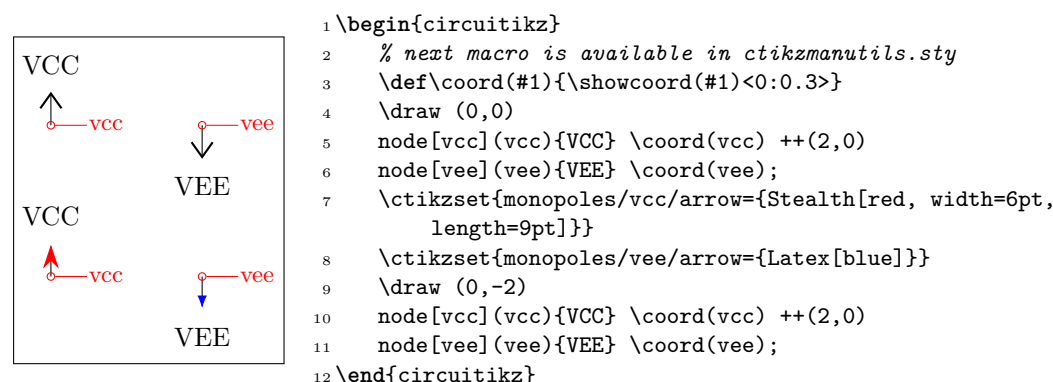 VCC
vcc
vee
VEE
VCC
vcc
vee
VEE
1 \begin{circuitikz}
2 % next macro is available in ctikzmanutils.sty
3 \def\coord(#1){\showcoord(#1)<0:0.3>}
4 \draw (0,0)
5 node[vcc](vcc){VCC} \coord(vcc) ++(2,0)
6 node[vee](vee){VEE} \coord(vee);
7 \ctikzset{monopoles/vcc/arrow={Stealth[red, width=6pt,
length=9pt]}}
8 \ctikzset{monopoles/vee/arrow={Latex[blue]}}
9 \draw (0,-2)
10 node[vcc](vcc){VCC} \coord(vcc) ++(2,0)
11 node[vee](vee){VEE} \coord(vee);
12 \end{circuitikz}